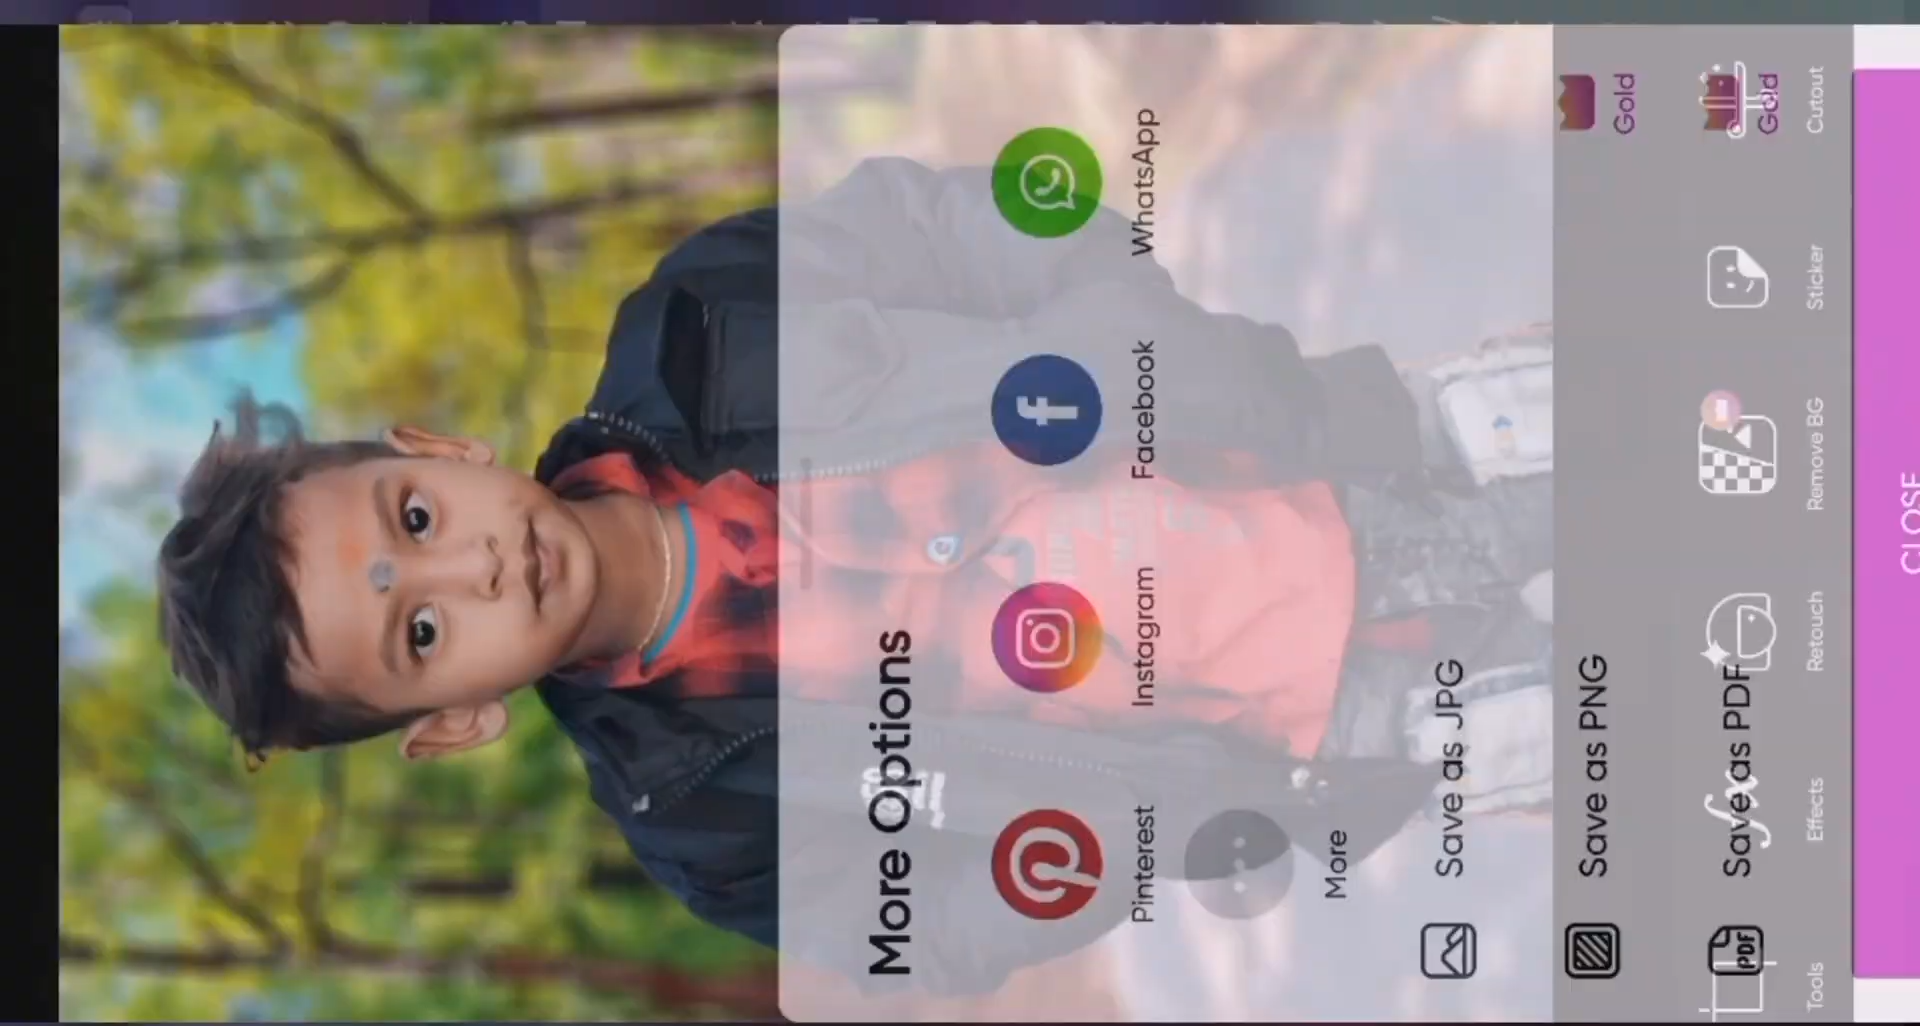 More Options
Pinterest
Instagram
Facebook
WhatsApp
More
Save as JPG
Save as PNG
Gold
Save as PDF
Gold
PDF
Tools
Effects
Retouch
Remove BG
Sticker
Cutout
CLOSE